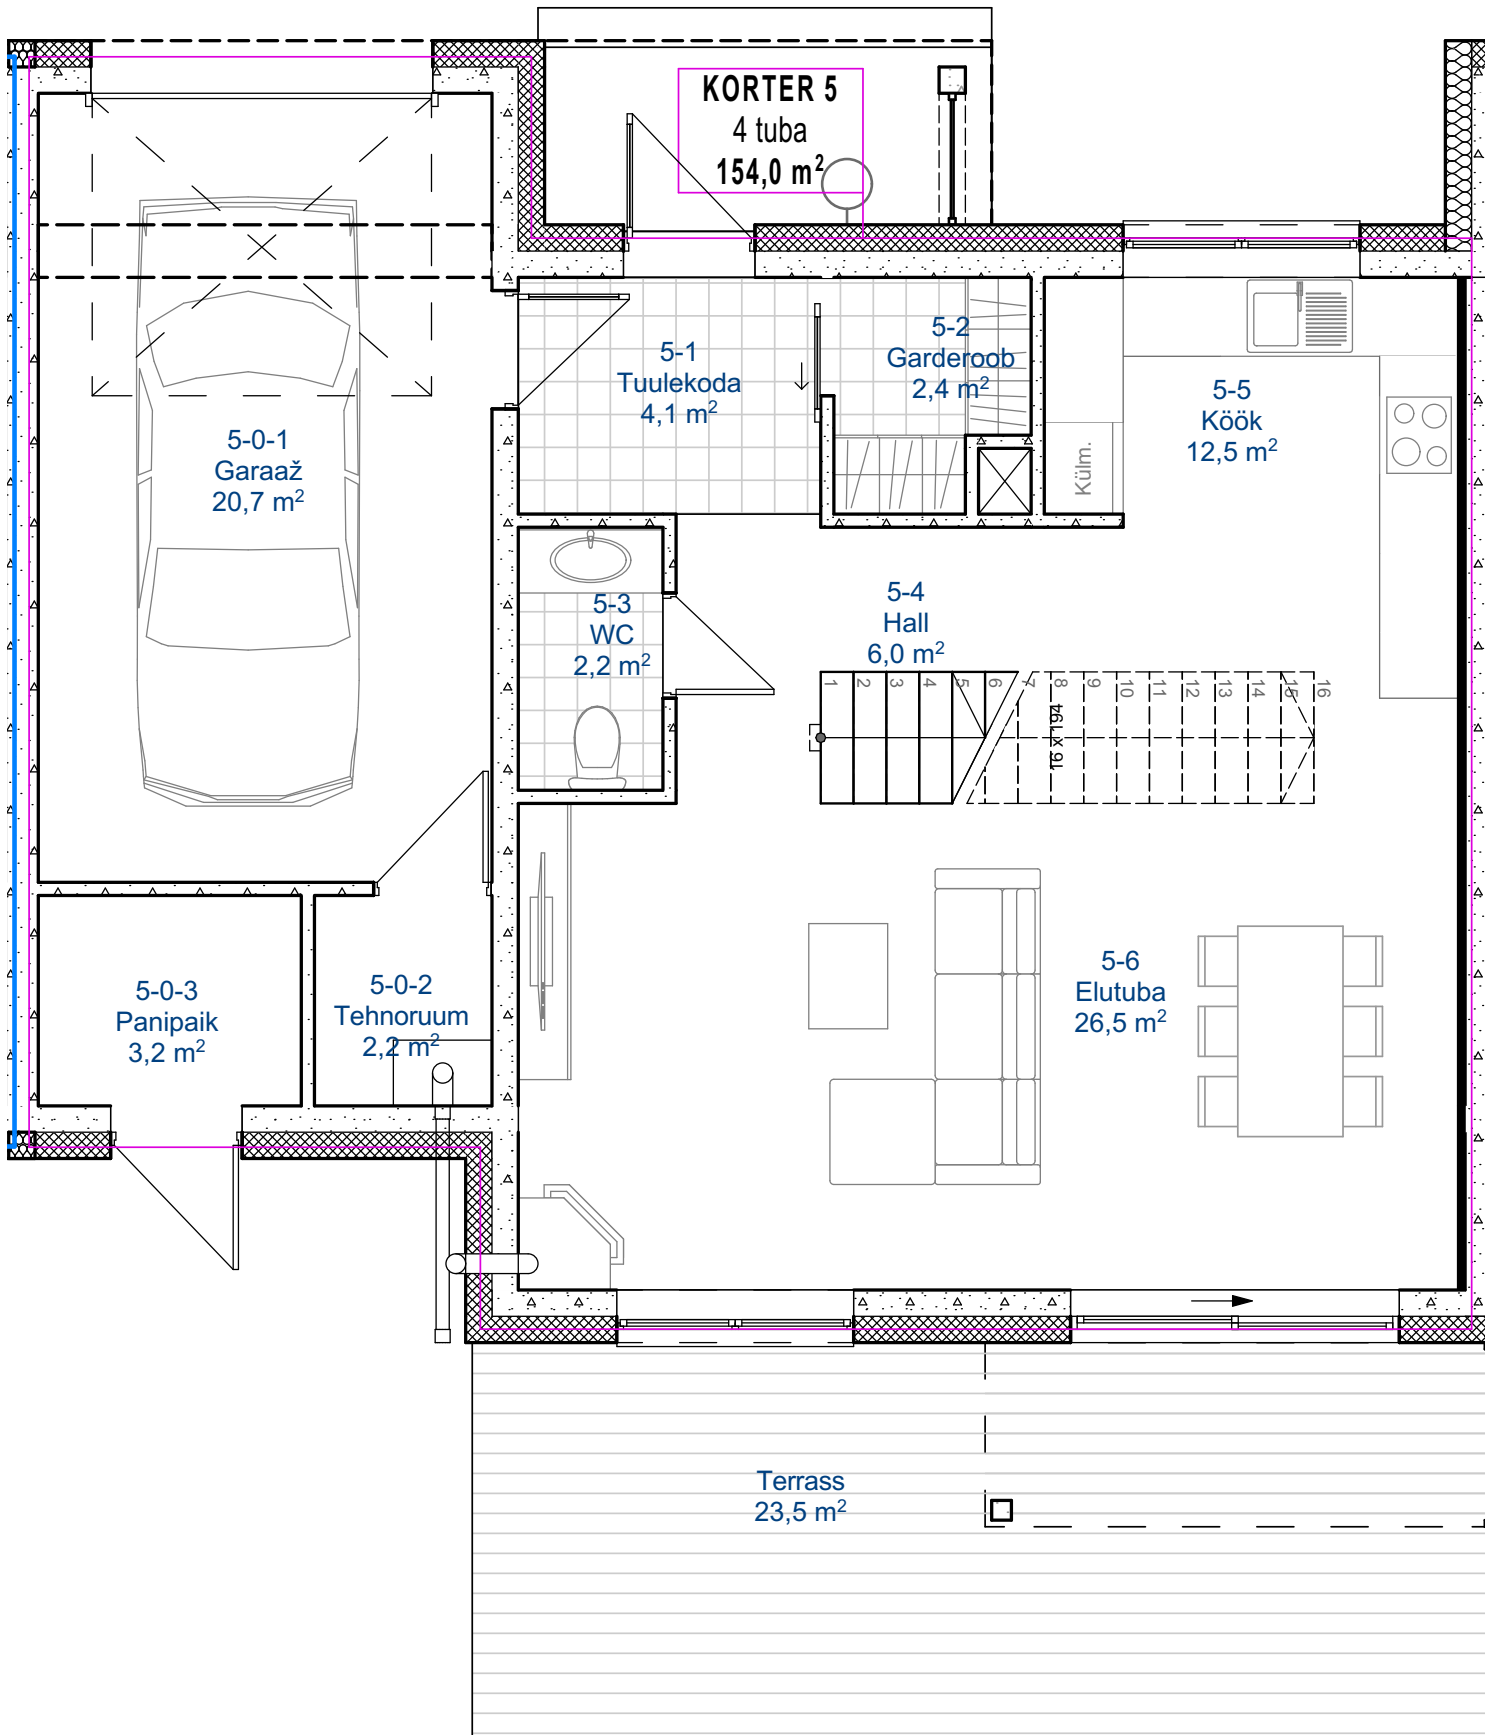 KORTER 5
4 tuba
154,0 m²
5-1
Tuulekoda
4,1 m²
5-2
Garderoob
2,4 m²
5-5
Köök
12,5 m²
Külm.
5-0-1
Garaaž
20,7 m²
5-3
WC
2,2 m²
5-4
Hall
6,0 m²
1 2 3 4 5 6 7 8 9 10 11 12 13 14 15 16
16 x 194
5-0-3
Panipaik
3,2 m²
5-0-2
Tehnoruum
2,2 m²
5-6
Elutuba
26,5 m²
Terrass
23,5 m²